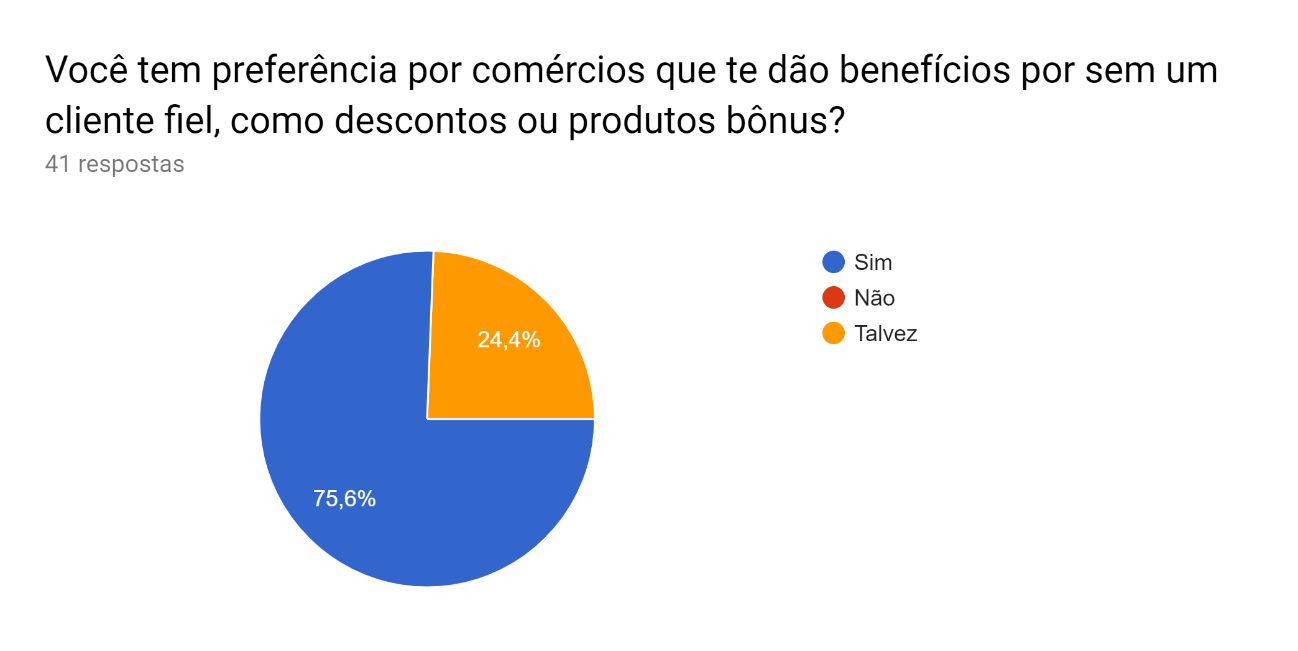 Você tem preferência por comércios que te dão benefícios por sem um
cliente fiel, como descontos ou produtos bônus?
41 respostas
Sim
Não
Talvez
24,4%
75,6%